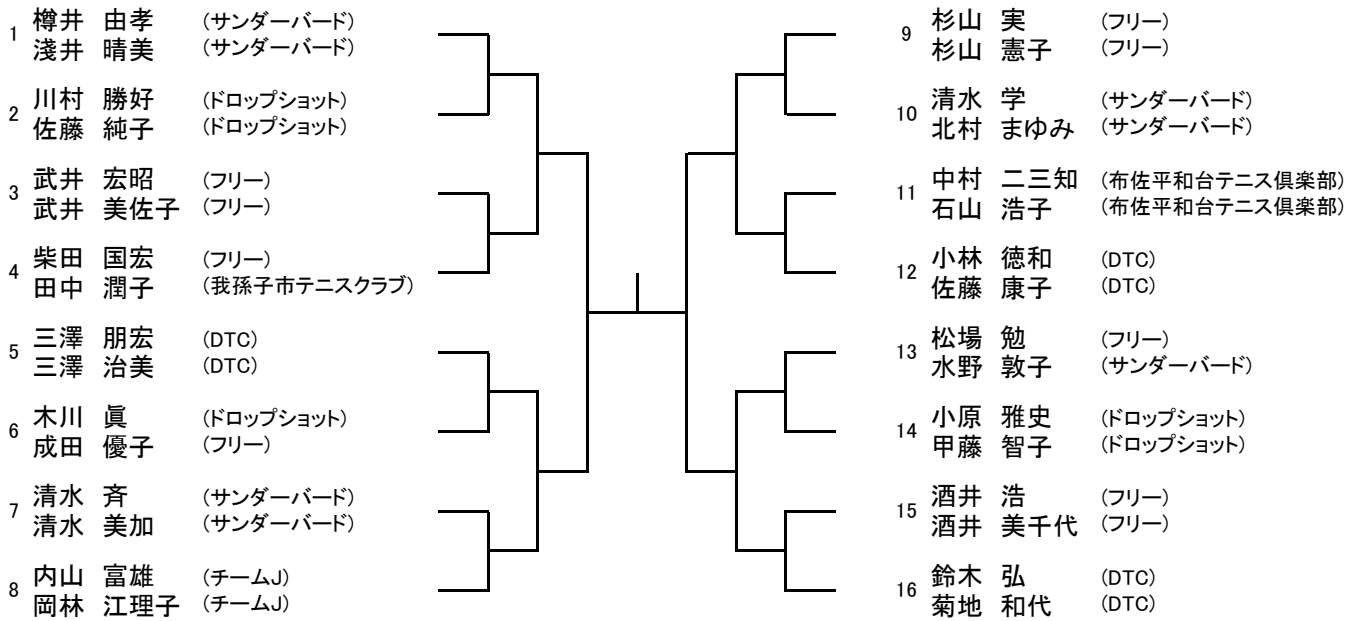 1 樽井 由孝 (サンダーバード)
淺井 晴美 (サンダーバード)
2 川村 勝好 (ドロップショット)
佐藤 純子 (ドロップショット)
3 武井 宏昭 (フリー)
武井 美佐子 (フリー)
4 柴田 国宏 (フリー)
田中 潤子 (我孫子市テニスクラブ)
5 三澤 朋宏 (DTC)
三澤 治美 (DTC)
6 木川 眞 (ドロップショット)
成田 優子 (フリー)
7 清水 斉 (サンダーバード)
清水 美加 (サンダーバード)
8 内山 富雄 (チームJ)
岡林 江理子 (チームJ)
9 杉山 実 (フリー)
杉山 憲子 (フリー)
10 清水 学 (サンダーバード)
北村 まゆみ (サンダーバード)
11 中村 二三知 (布佐平和台テニス倶楽部)
石山 浩子 (布佐平和台テニス倶楽部)
12 小林 徳和 (DTC)
佐藤 康子 (DTC)
13 松場 勉 (フリー)
水野 敦子 (サンダーバード)
14 小原 雅史 (ドロップショット)
甲藤 智子 (ドロップショット)
15 酒井 浩 (フリー)
酒井 美千代 (フリー)
16 鈴木 弘 (DTC)
菊地 和代 (DTC)